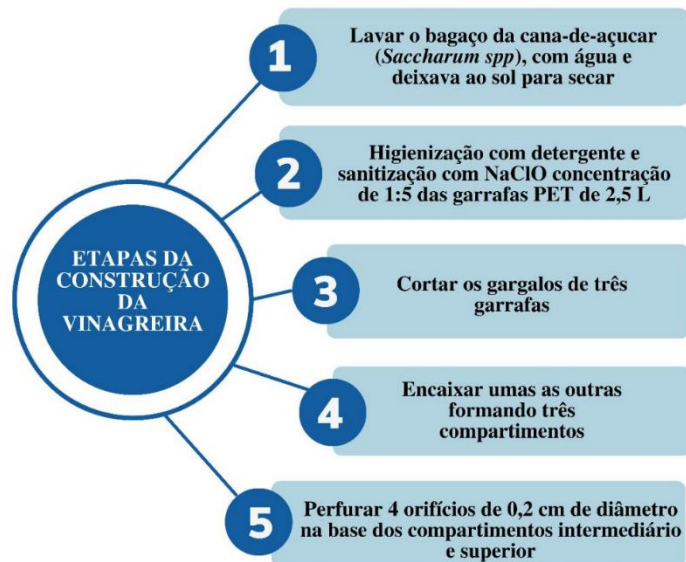 ETAPAS DA
CONSTRUÇÃO
DA
VINAGREIRA
1
Lavar o bagaço da cana-de-açucar
(Saccharum spp), com água e
deixava ao sol para secar
2
Higienização com detergente e
sanitização com NaClO concentração
de 1:5 das garrafas PET de 2,5 L
3
Cortar os gargalos de três
garrafas
4
Encaixar umas as outras
formando três
compartimentos
5
Perfurar 4 orifícios de 0,2 cm de diâmetro
na base dos compartimentos intermediário
e superior